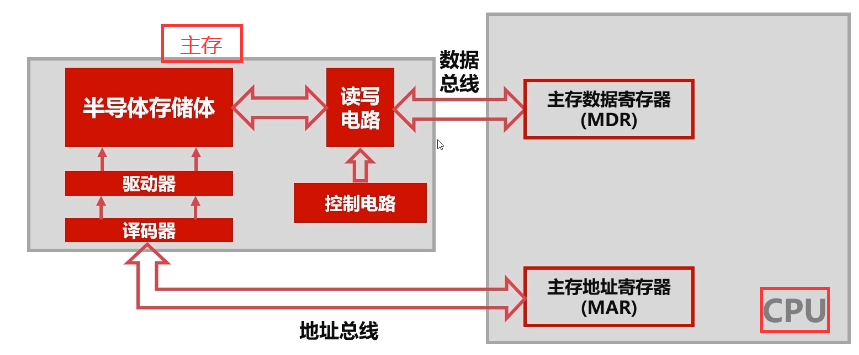 主存
半导体存储体
读写
电路
数据
总线
主存数据寄存器
(MDR)
驱动器
控制电路
译码器
主存地址寄存器
(MAR)
CPU
地址总线